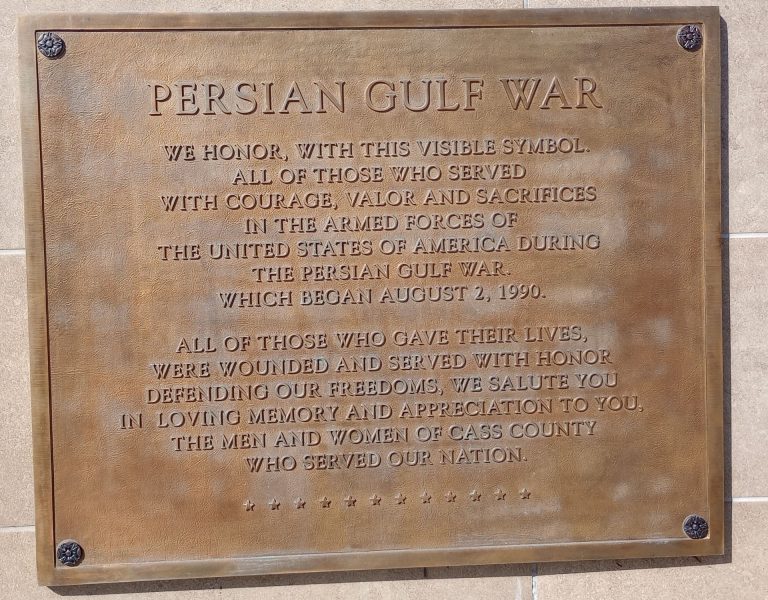 PERSIAN GULF WAR
WE HONOR, WITH THIS VISIBLE SYMBOL.
ALL OF THOSE WHO SERVED
WITH COURAGE, VALOR AND SACRIFICES
IN THE ARMED FORCES OF
THE UNITED STATES OF AMERICA DURING
THE PERSIAN GULF WAR.
WHICH BEGAN AUGUST 2, 1990.
ALL OF THOSE WHO GAVE THEIR LIVES,
WERE WOUNDED AND SERVED WITH HONOR
DEFENDING OUR FREEDOMS, WE SALUTE YOU
IN LOVING MEMORY AND APPRECIATION TO YOU,
THE MEN AND WOMEN OF CASS COUNTY
WHO SERVED OUR NATION.